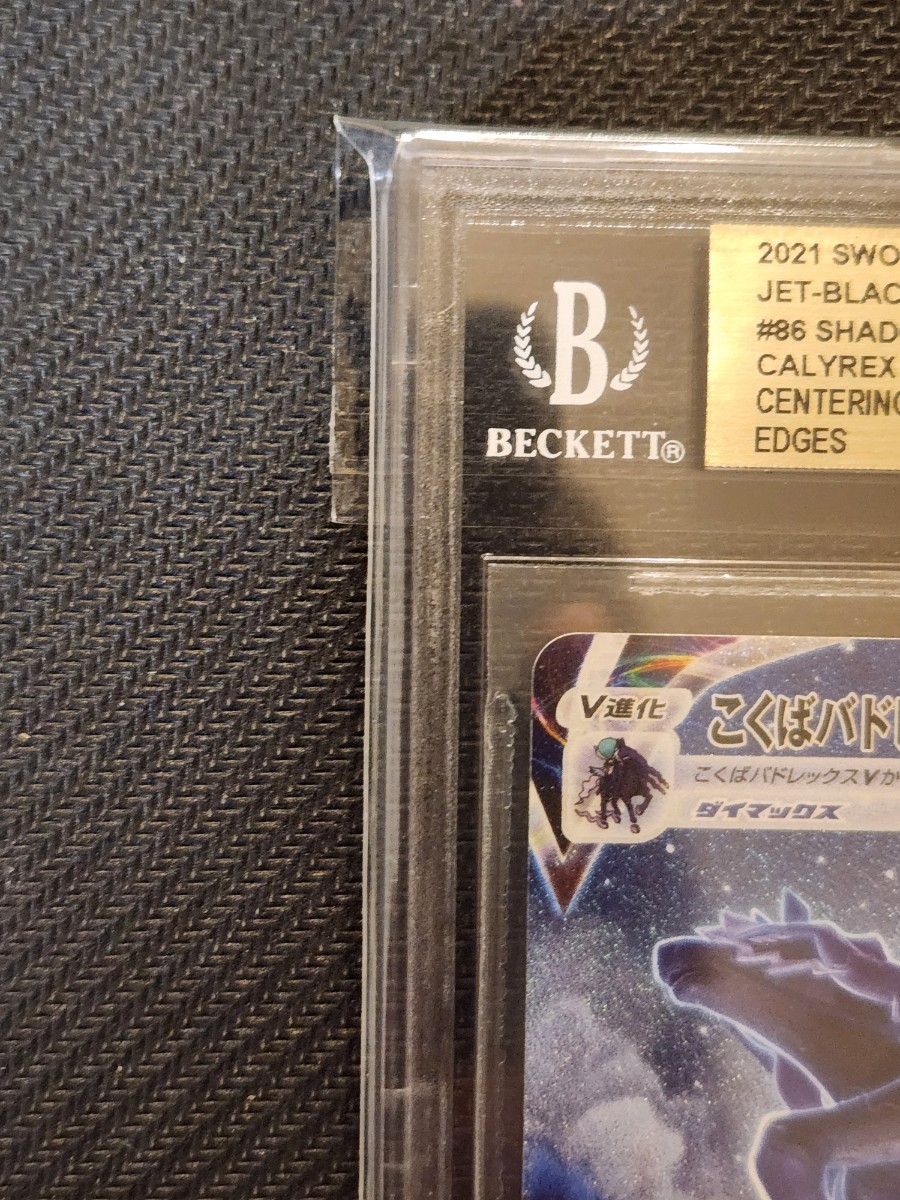 B
BECKETT®
2021 SWO
JET-BLAC
#86 SHAD
CALYREX
CENTERING
EDGES
V進化
こくばバドレ
こくばバドレックスVか
ダイマックス